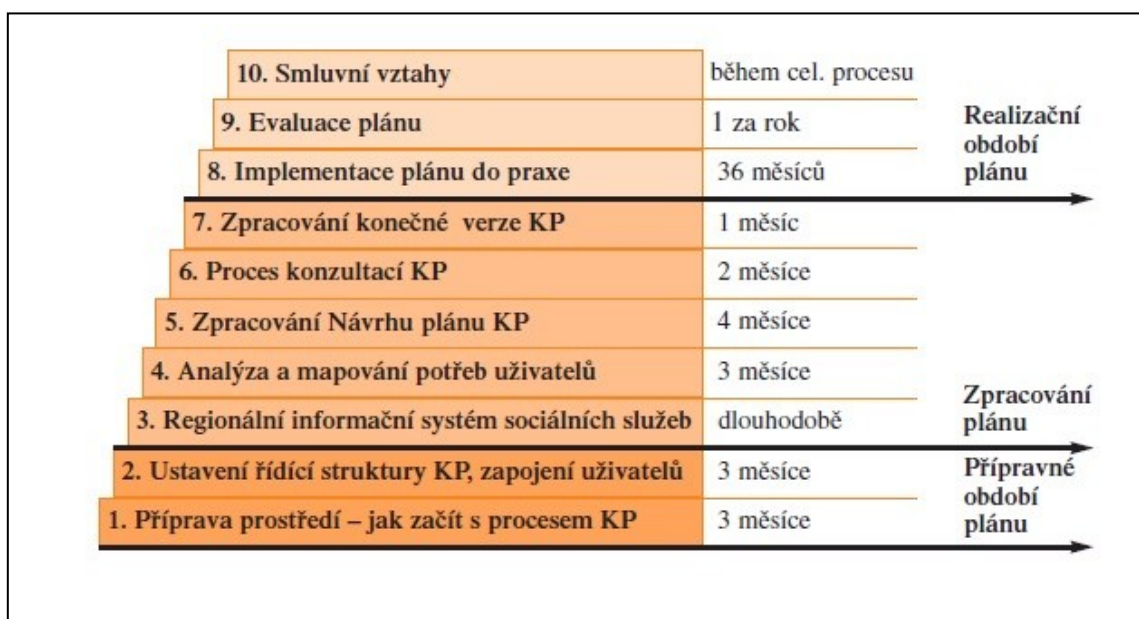 10. Smluvní vztahy
během cel. procesu
9. Evaluace plánu
1 za rok
8. Implementace plánu do praxe
36 měsíců
Realizační
období
plánu
7. Zpracování konečné verze KP
1 měsíc
6. Proces konzultací KP
2 měsíce
5. Zpracování Návrhu plánu KP
4 měsíce
4. Analýza a mapování potřeb uživatelů
3 měsíce
3. Regionální informační systém sociálních služeb
dlouhodobě
Zpracování
plánu
2. Ustavení řídící struktury KP, zapojení uživatelů
3 měsíce
1. Příprava prostředí – jak začít s procesem KP
3 měsíce
Přípravné
období
plánu